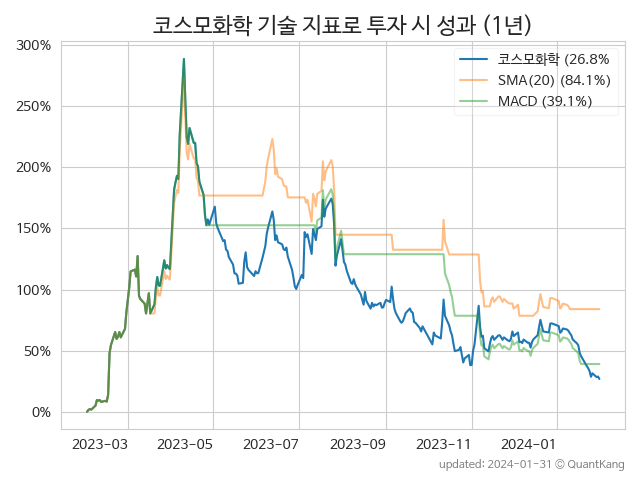 코스모화학 기술 지표로 투자 시 성과 (1년)
300%
250%
200%
150%
100%
50%
0%
코스모화학 (26.8%
SMA(20) (84.1%)
MACD (39.1%)
2023-03 2023-05 2023-07 2023-09 2023-11 2024-01
updated: 2024-01-31 © QuantKang